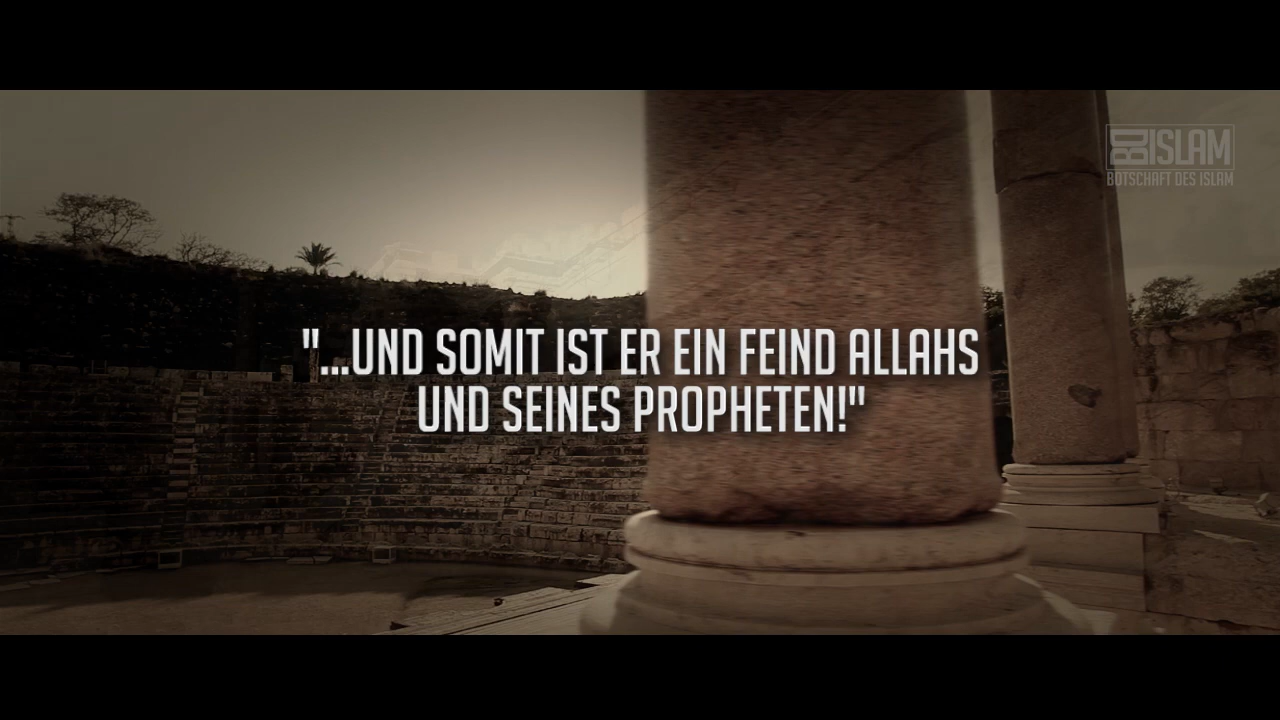 BDISLAM
BOTSCHAFT DES ISLAM
"...UND SOMIT IST ER EIN FEIND ALLAHS
UND SEINES PROPHETEN!"